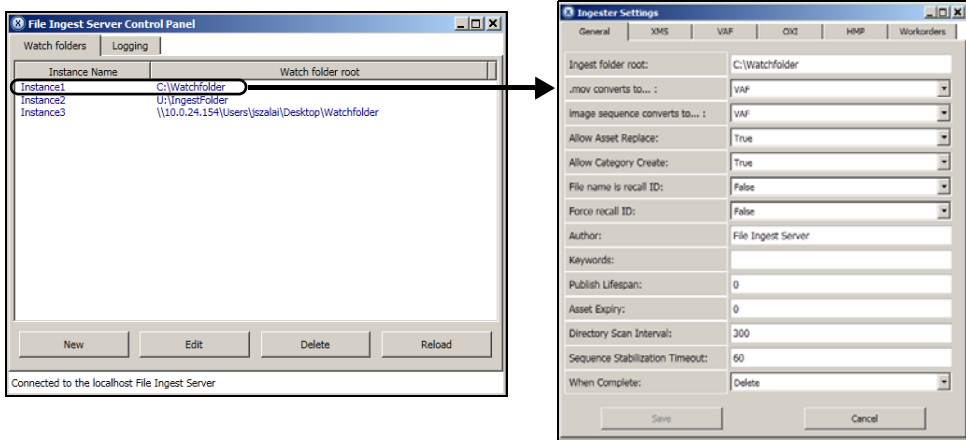 File Ingest Server Control Panel
Watch folders Logging
Instance Name Watch folder root
Instance1 C:\Watchfolder
Instance2 U:\IngestFolder
Instance3 \\10.0.24.154\Users\jszalai\Desktop\Watchfolder
New Edit Delete Reload
Connected to the localhost File Ingest Server
Ingester Settings
General XMS VAF OXI HMP Workorders
Ingest folder root: C:\Watchfolder
.mov converts to... : VAF
Image sequence converts to... : VAF
Allow Asset Replace: True
Allow Category Create: True
File name is recall ID: False
Force recall ID: False
Author: File Ingest Server
Keywords:
Publish Lifespan: 0
Asset Expiry: 0
Directory Scan Interval: 300
Sequence Stabilization Timeout: 60
When Complete: Delete
Save Cancel